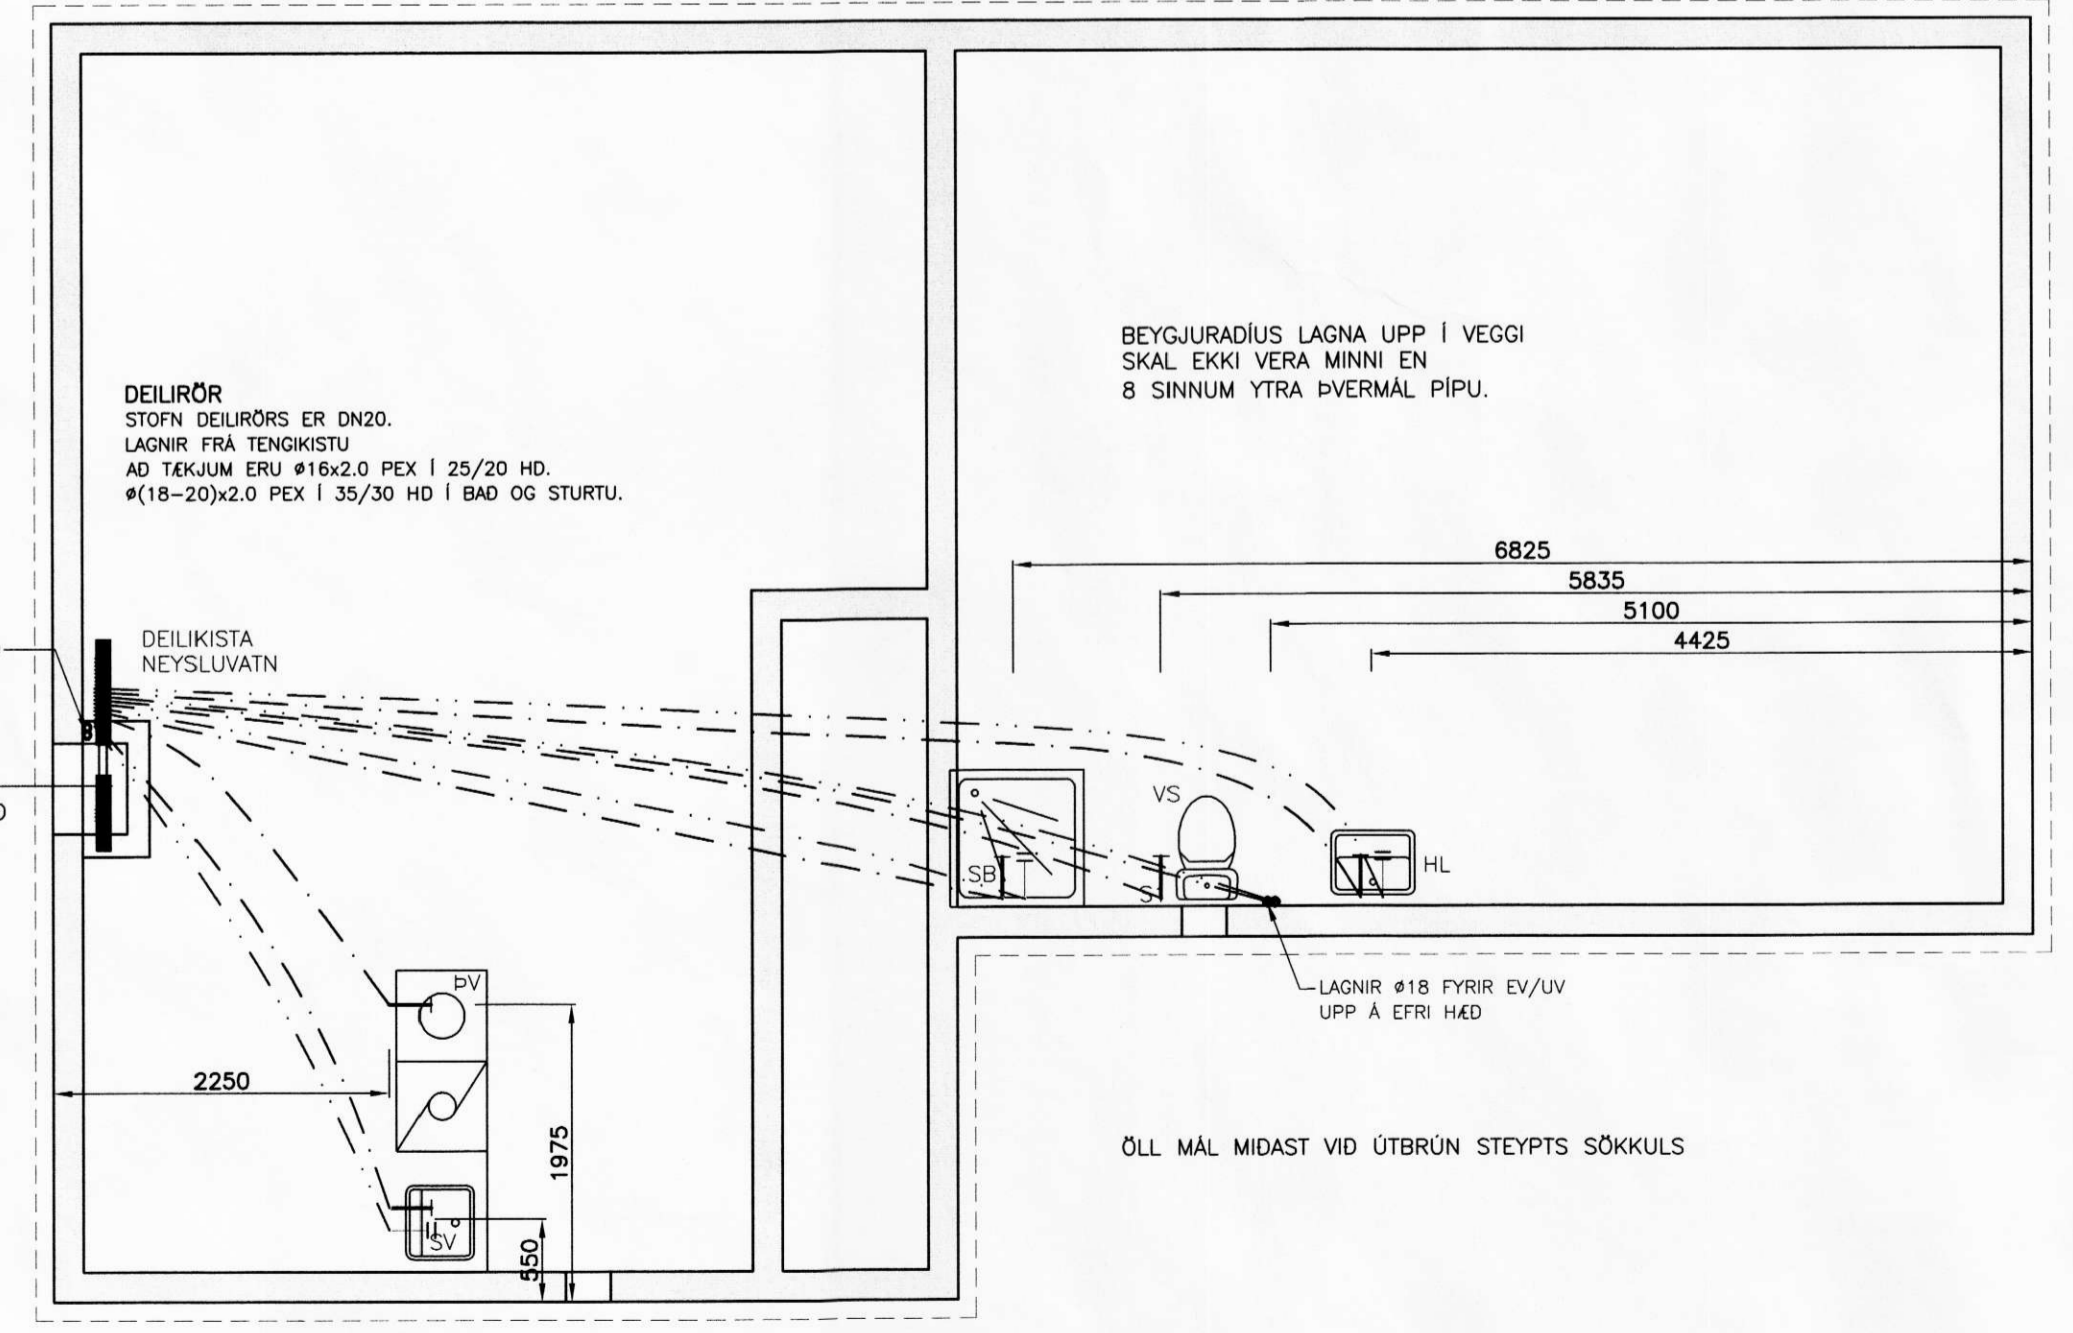 BEYGJURADÍUS LAGNA UPP Í VEGGI
SKAL EKKI VERA MINNI EN
8 SINNUM YTRA ÞVERMÁL PÍPU.
DEILIRÖR
STOFN DEILIRÖRS ER DN20.
LAGNIR FRÁ TENGIKISTU
AÐ TÆKJUM ERU ø16x2.0 PEX Í 25/20 HD.
ø(18-20)x2.0 PEX Í 35/30 HD Í BAÐ OG STURTU.
6825
5835
5100
4425
DEILIKISTA
NEYSLUVATN
VS
HL
SB
S
ÞV
LAGNIR ø18 FYRIR EV/UV
UPP Á EFRI HÆÐ
2250
1975
ÖLL MÁL MIÐAST VIÐ ÚTBRÚN STEYPTS SÖKKULS
SV
550